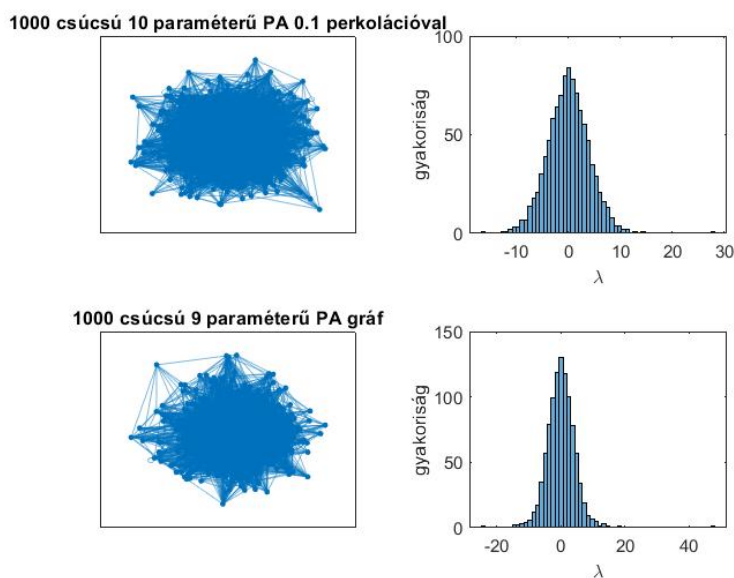 1000 csúcsú 10 paraméterű PA 0.1 perkolációval
100
50
0
gyakoriság
-10 0 10 20 30
λ
1000 csúcsú 9 paraméterű PA gráf
150
100
50
0
gyakoriság
-20 0 20 40
λ